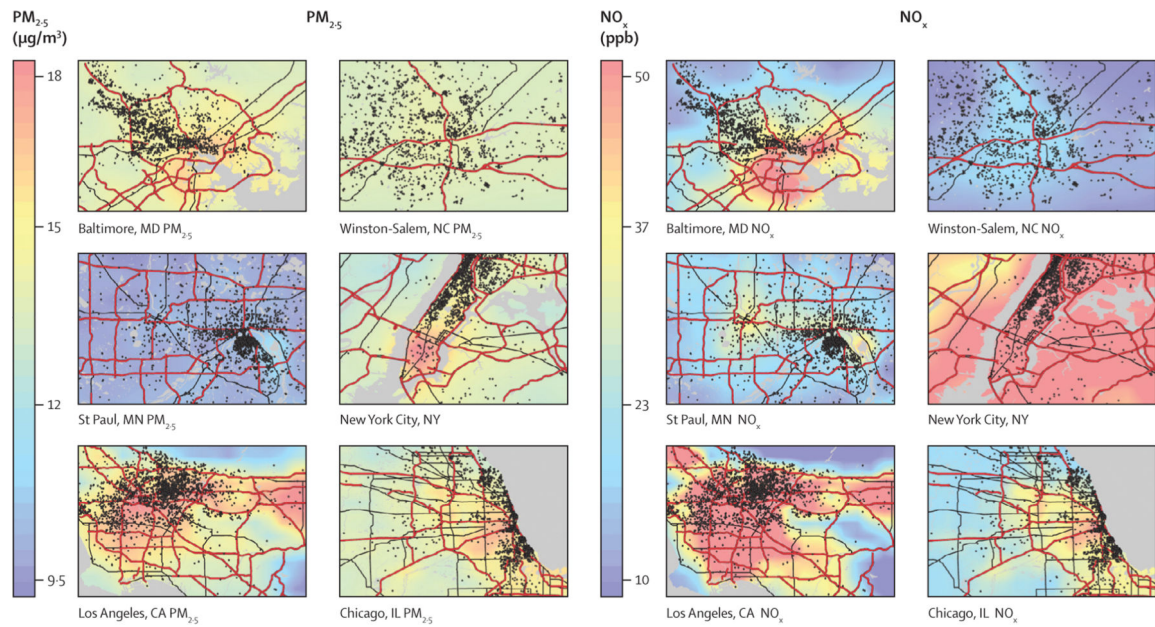 PM2·5
(µg/m³)
PM2·5
NOx
(ppb)
NOx
18
15
12
9·5
50
37
23
10
Baltimore, MD PM2·5
Winston-Salem, NC PM2·5
Baltimore, MD NOx
Winston-Salem, NC NOx
St Paul, MN PM2·5
New York City, NY
St Paul, MN NOx
New York City, NY
Los Angeles, CA PM2·5
Chicago, IL PM2·5
Los Angeles, CA NOx
Chicago, IL NOx